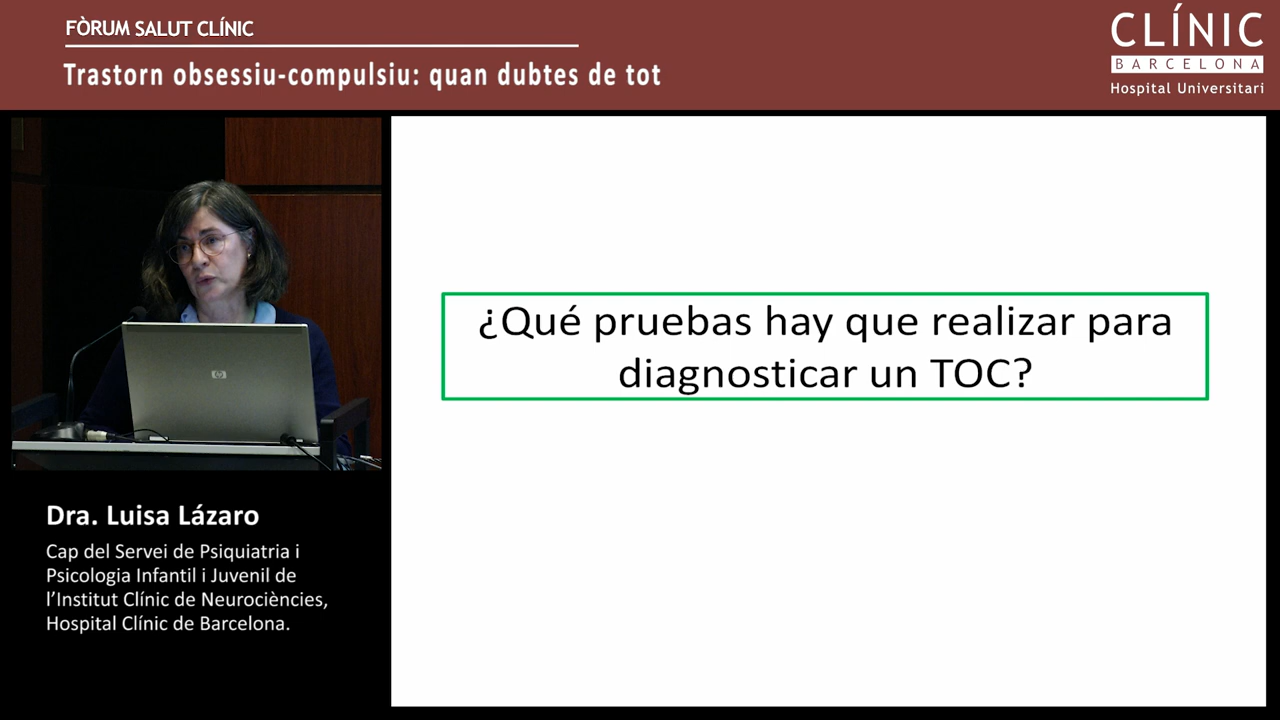 FÒRUM SALUT CLÍNIC
Trastorn obsessiu-compulsiu: quan dubtes de tot
CLÍNIC
BARCELONA
Hospital Universitari
¿Qué pruebas hay que realizar para
diagnosticar un TOC?
hp
Dra. Luisa Lázaro
Cap del Servei de Psiquiatria i
Psicologia Infantil i Juvenil de
l’Institut Clínic de Neurociències,
Hospital Clínic de Barcelona.